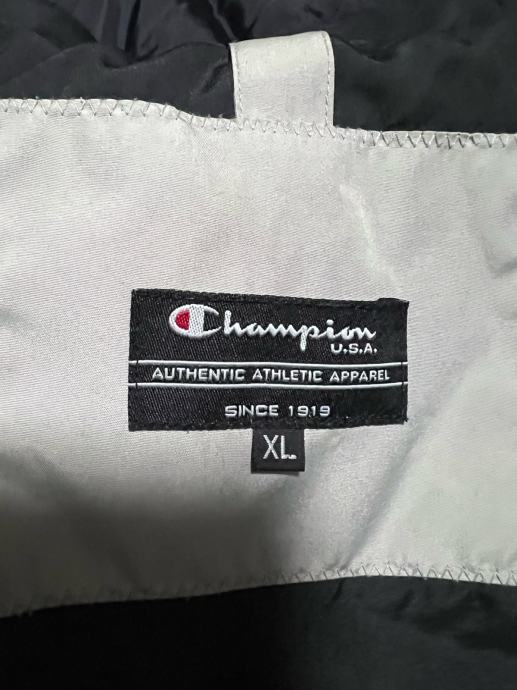 Champion
U.S.A.
AUTHENTIC ATHLETIC APPAREL
SINCE 1919
XL